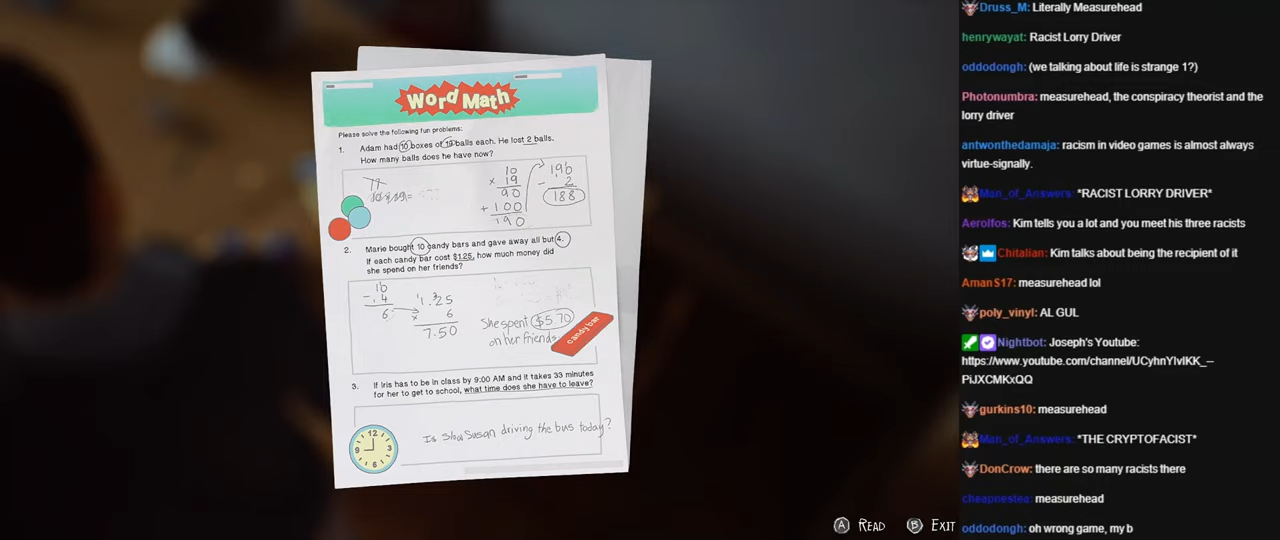 Word Math
Please solve the following fun problems:
1. Adam had 10 boxes of 19 balls each. He lost 2 balls.
How many balls does he have now?
10
x 19
90
+ 100
190
190
- 2
188
2. Marie bought 10 candy bars and gave away all but 4.
If each candy bar cost $1.25, how much money did
she spend on her friends?
10
- 4
6
1.25
x 6
7.50
She spent $5.70
on her friends
candy bar
3. If Iris has to be in class by 9:00 AM and it takes 33 minutes
for her to get to school, what time does she have to leave?
12
9 3
6
Is Slow Susan driving the bus today?
A READ B EXIT
Druss_M: Literally Measurehead
henrywayat: Racist Lorry Driver
oddodongh: (we talking about life is strange 1?)
Photonumbra: measurehead, the conspiracy theorist and the
lorry driver
antwonthedamaja: racism in video games is almost always
virtue-signally.
Man_of_Answers: *RACIST LORRY DRIVER*
Aerolfos: Kim tells you a lot and you meet his three racists
Chitalian: Kim talks about being the recipient of it
AmanS17: measurehead lol
poly_vinyl: AL GUL
Nightbot: Joseph's Youtube:
https://www.youtube.com/channel/UCyhnYlvIKK_–
PiJXCMKxQQ
gurkins10: measurehead
Man_of_Answers: *THE CRYPTOFACIST*
DonCrow: there are so many racists there
cheapnestea: measurehead
oddodongh: oh wrong game, my b